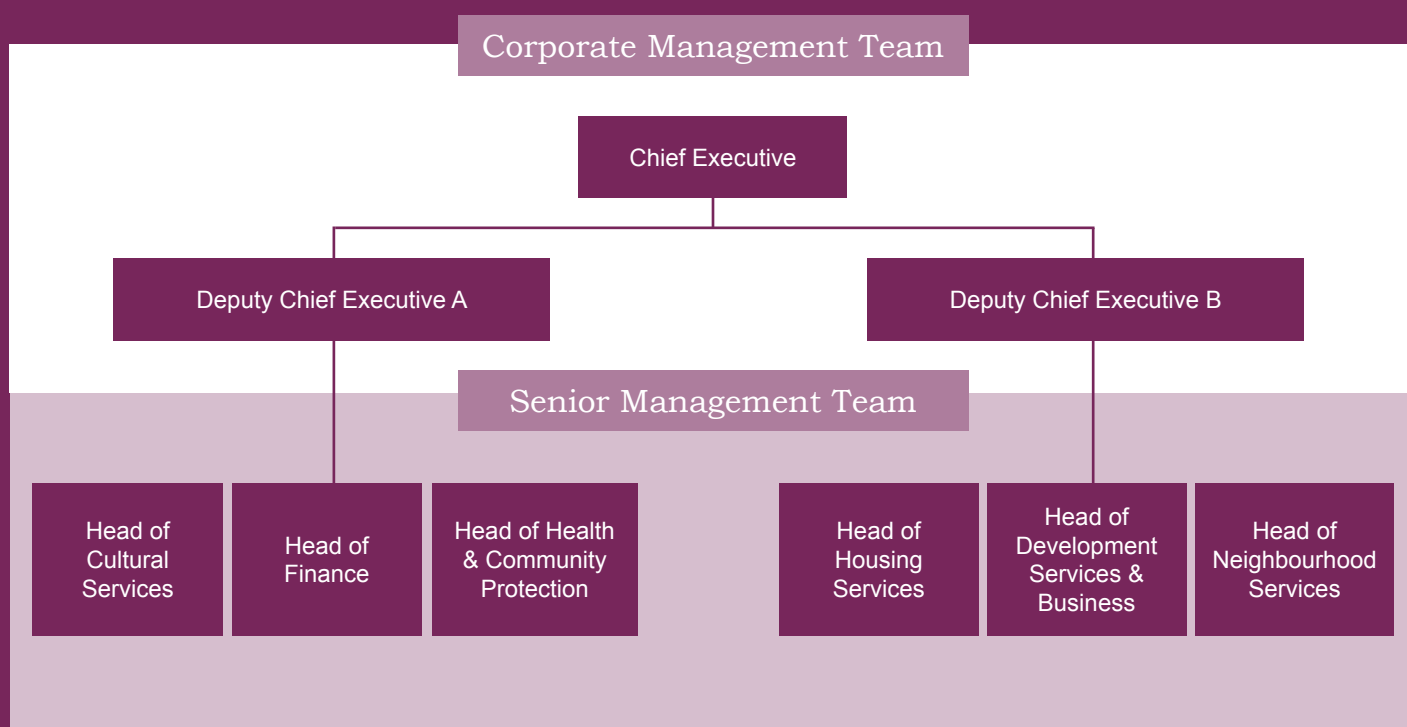 Corporate Management Team
Chief Executive
Deputy Chief Executive A
Deputy Chief Executive B
Senior Management Team
Head of
Cultural
Services
Head of
Finance
Head of Health
& Community
Protection
Head of
Housing
Services
Head of
Development
Services &
Business
Head of
Neighbourhood
Services